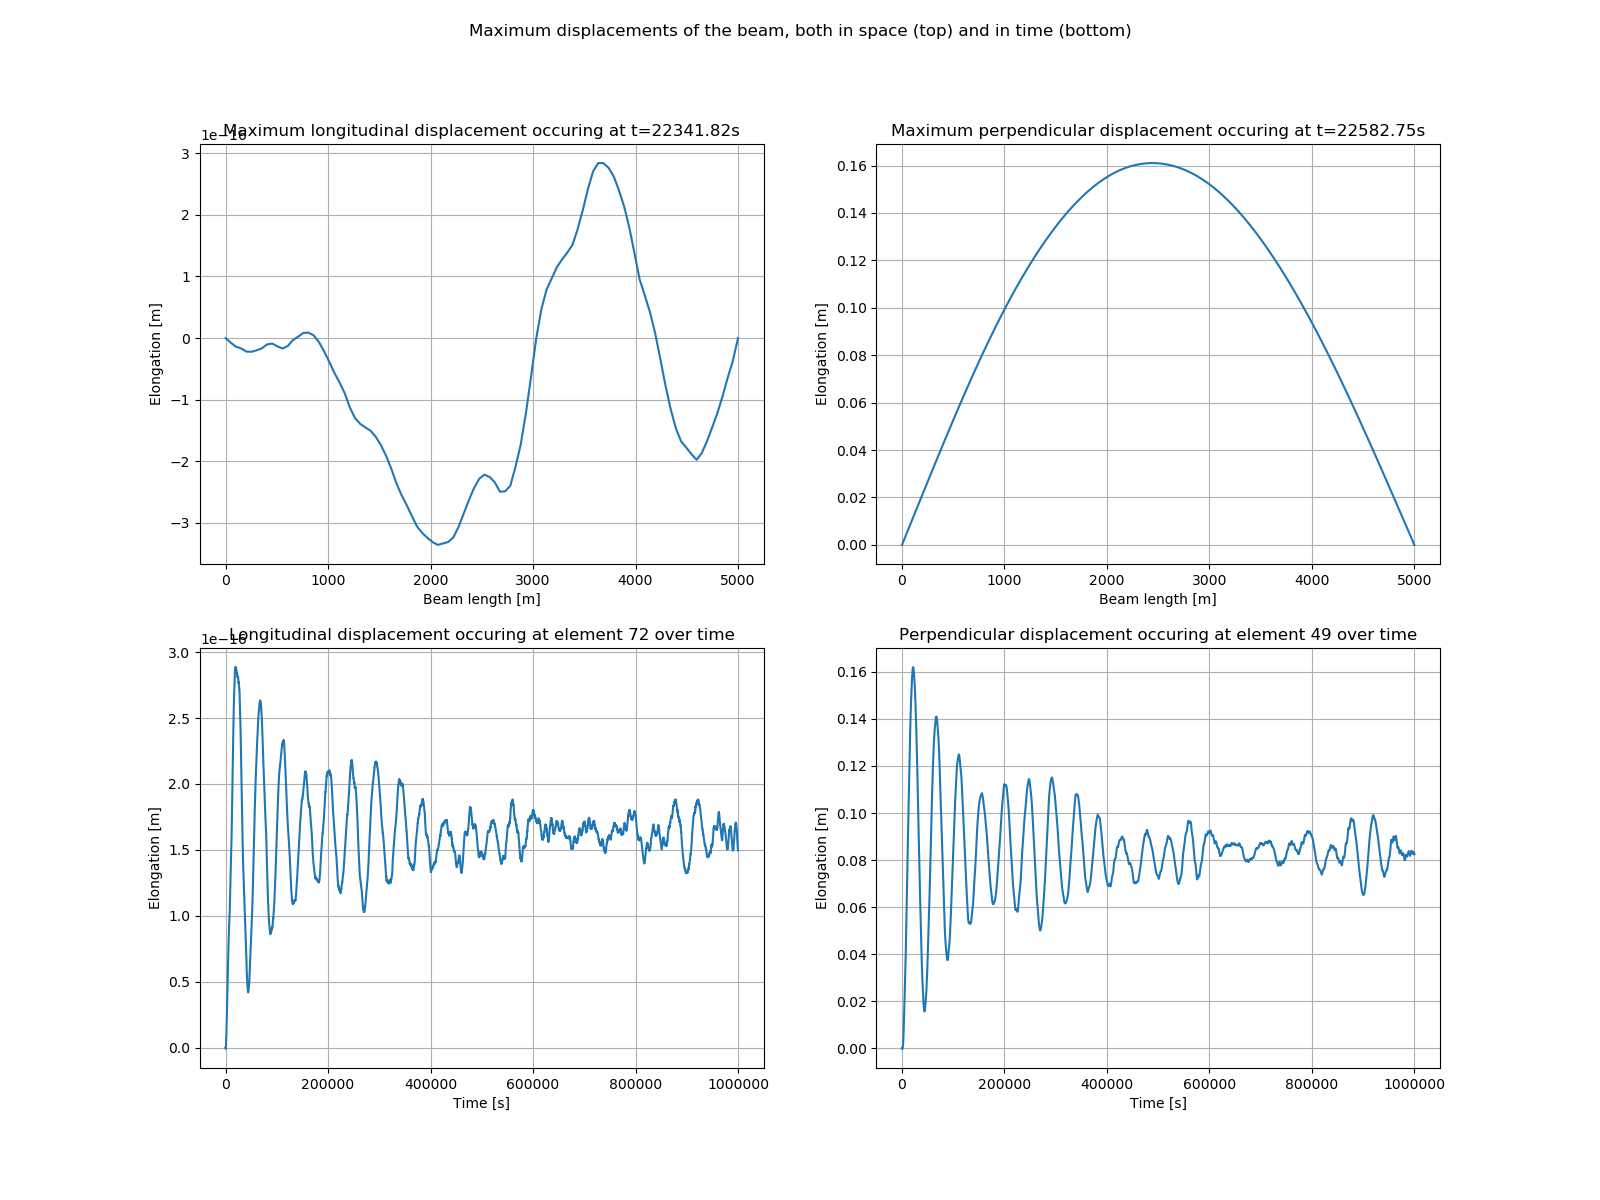 Maximum displacements of the beam, both in space (top) and in time (bottom)
1e−16
Maximum longitudinal displacement occuring at t=22341.82s
3
2
1
0
−1
−2
−3
Elongation [m]
0 1000 2000 3000 4000 5000
Beam length [m]
Maximum perpendicular displacement occuring at t=22582.75s
0.16
0.14
0.12
0.10
0.08
0.06
0.04
0.02
0.00
Elongation [m]
0 1000 2000 3000 4000 5000
Beam length [m]
1e−16
Longitudinal displacement occuring at element 72 over time
3.0
2.5
2.0
1.5
1.0
0.5
0.0
Elongation [m]
0 200000 400000 600000 800000 1000000
Time [s]
Perpendicular displacement occuring at element 49 over time
0.16
0.14
0.12
0.10
0.08
0.06
0.04
0.02
0.00
Elongation [m]
0 200000 400000 600000 800000 1000000
Time [s]